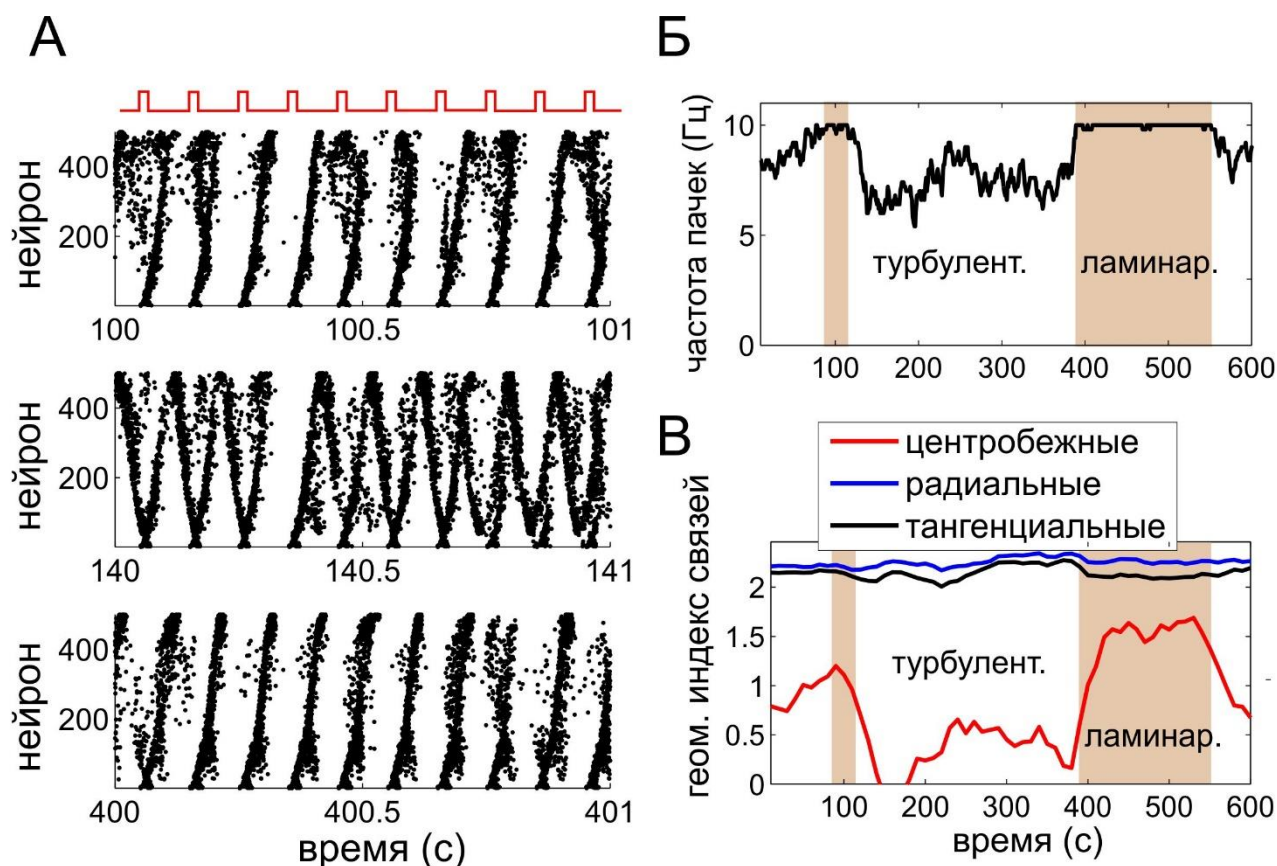 А
нейрон
400
200
100
100.5
101
нейрон
400
200
140
140.5
141
нейрон
400
200
400
400.5
401
время (с)
Б
частота пачек (Гц)
10
5
0
турбулент.
ламинар.
100
200
300
400
500
600
В
центробежные
радиальные
тангенциальные
геом. индекс связей
2
1.5
1
0.5
0
турбулент.
ламинар.
100
200
300
400
500
600
время (с)